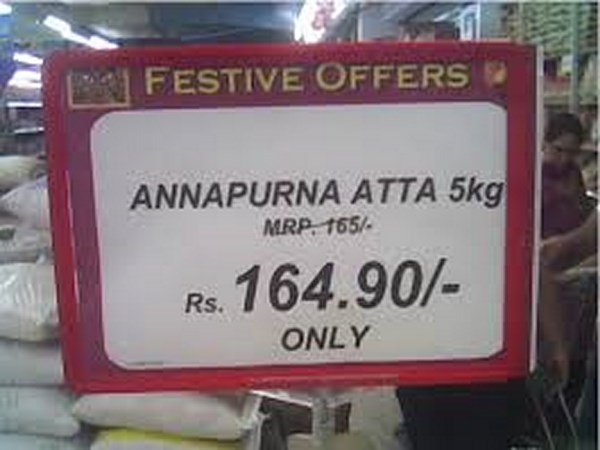 FESTIVE OFFERS
ANNAPURNA ATTA 5kg
MRP. 165/-
Rs. 164.90/-
ONLY